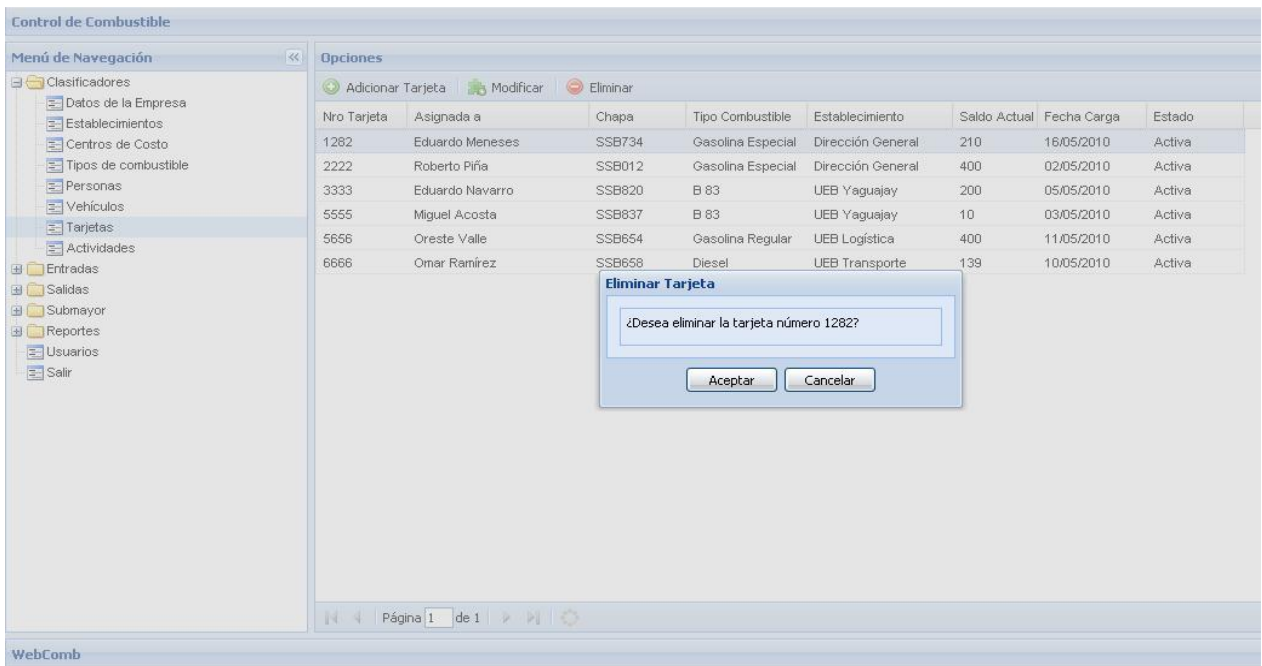 Control de Combustible
Menú de Navegación
Clasificadores
Datos de la Empresa
Establecimientos
Centros de Costo
Tipos de combustible
Personas
Vehículos
Tarjetas
Actividades
Entradas
Salidas
Submayor
Reportes
Usuarios
Salir
Opciones
Adicionar Tarjeta Modificar Eliminar
Nro Tarjeta Asignada a Chapa Tipo Combustible Establecimiento Saldo Actual Fecha Carga Estado
1282 Eduardo Meneses SSB734 Gasolina Especial Dirección General 210 16/05/2010 Activa
2222 Roberto Piña SSB012 Gasolina Especial Dirección General 400 02/05/2010 Activa
3333 Eduardo Navarro SSB820 B 83 UEB Yaguajay 200 05/05/2010 Activa
5555 Miguel Acosta SSB837 B 83 UEB Yaguajay 10 03/05/2010 Activa
5656 Oreste Valle SSB654 Gasolina Regular UEB Logística 400 11/05/2010 Activa
6666 Omar Ramírez SSB658 Diesel UEB Transporte 139 10/05/2010 Activa
Eliminar Tarjeta
¿Desea eliminar la tarjeta número 1282?
Aceptar Cancelar
Página 1 de 1
WebComb